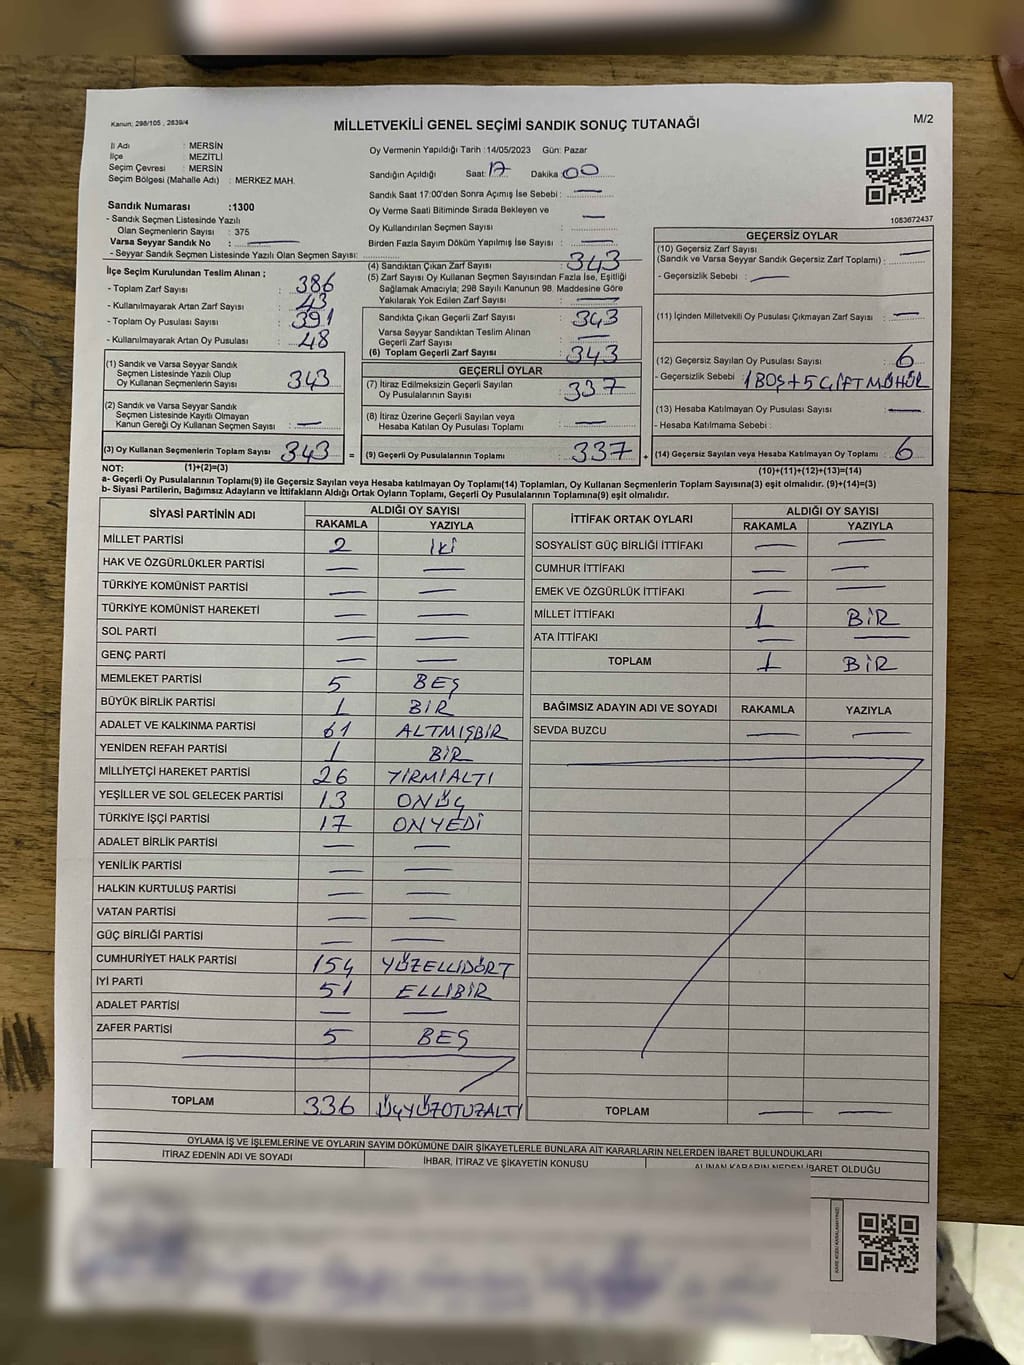 Kanun: 298/105 , 2839/4
MİLLETVEKİLİ GENEL SEÇİMİ SANDIK SONUÇ TUTANAĞI
M/2
İl Adı : MERSİN
İlçe : MEZİTLİ
Seçim Çevresi : MERSİN
Seçim Bölgesi (Mahalle Adı) : MERKEZ MAH.
Sandık Numarası :1300
- Sandık Seçmen Listesinde Yazılı
Olan Seçmenlerin Sayısı : 375
Varsa Seyyar Sandık No : —
- Seyyar Sandık Seçmen Listesinde Yazılı Olan Seçmen Sayısı:
Oy Vermenin Yapıldığı Tarih :14/05/2023 Gün: Pazar
Sandığın Açıldığı Saat: 17 Dakika 00
Sandık Saat 17:00'den Sonra Açımış İse Sebebi : —
Oy Verme Saati Bitiminde Sırada Bekleyen ve
Oy Kullandırılan Seçmen Sayısı : —
Birden Fazla Sayım Döküm Yapılmış İse Sayısı : —
1083672437
İlçe Seçim Kurulundan Teslim Alınan ;
- Toplam Zarf Sayısı : 386
- Kullanılmayarak Artan Zarf Sayısı : 43
- Toplam Oy Pusulası Sayısı : 391
- Kullanılmayarak Artan Oy Pusulası : 48
(1) Sandık ve Varsa Seyyar Sandık
Seçmen Listesinde Yazılı Olup
Oy Kullanan Seçmenlerin Sayısı : 343
(2) Sandık ve Varsa Seyyar Sandık
Seçmen Listesinde Kayıtlı Olmayan
Kanun Gereği Oy Kullanan Seçmen Sayısı : —
(3) Oy Kullanan Seçmenlerin Toplam Sayısı 343 =
(4) Sandıktan Çıkan Zarf Sayısı : 343
(5) Zarf Sayısı Oy Kullanan Seçmen Sayısından Fazla İse, Eşitliği
Sağlamak Amacıyla; 298 Sayılı Kanunun 98. Maddesine Göre
Yakılarak Yok Edilen Zarf Sayısı : —
Sandıkta Çıkan Geçerli Zarf Sayısı : 343
Varsa Seyyar Sandıktan Teslim Alınan
Geçerli Zarf Sayısı : —
(6) Toplam Geçerli Zarf Sayısı : 343
GEÇERLİ OYLAR
(7) İtiraz Edilmeksizin Geçerli Sayılan
Oy Pusulalarının Sayısı : 337
(8) İtiraz Üzerine Geçerli Sayılan veya
Hesaba Katılan Oy Pusulası Toplamı : —
(9) Geçerli Oy Pusulalarının Toplamı : 337 +
GEÇERSİZ OYLAR
(10) Geçersiz Zarf Sayısı
(Sandık ve Varsa Seyyar Sandık Geçersiz Zarf Toplamı) : —
- Geçersizlik Sebebi : —
(11) İçinden Milletvekili Oy Pusulası Çıkmayan Zarf Sayısı : —
(12) Geçersiz Sayılan Oy Pusulası Sayısı : 6
- Geçersizlik Sebebi : 1 BOŞ + 5 ÇİFT MÜHÜR
(13) Hesaba Katılmayan Oy Pusulası Sayısı : —
- Hesaba Katılmama Sebebi :
(14) Geçersiz Sayılan veya Hesaba Katılmayan Oy Toplamı : 6
NOT: (1)+(2)=(3) (10)+(11)+(12)+(13)=(14)
a- Geçerli Oy Pusulalarının Toplamı(9) ile Geçersiz Sayılan veya Hesaba katılmayan Oy Toplamı(14) Toplamları, Oy Kullanan Seçmenlerin Toplam Sayısına(3) eşit olmalıdır. (9)+(14)=(3)
b- Siyasi Partilerin, Bağımsız Adayların ve İttifakların Aldığı Ortak Oyların Toplamı, Geçerli Oy Pusulalarının Toplamına(9) eşit olmalıdır.
SİYASİ PARTİNİN ADI ALDIĞI OY SAYISI
RAKAMLA YAZIYLA
MİLLET PARTİSİ 2 İKİ
HAK VE ÖZGÜRLÜKLER PARTİSİ — —
TÜRKİYE KOMÜNİST PARTİSİ — —
TÜRKİYE KOMÜNİST HAREKETİ — —
SOL PARTİ — —
GENÇ PARTİ — —
MEMLEKET PARTİSİ 5 BEŞ
BÜYÜK BİRLİK PARTİSİ 1 BİR
ADALET VE KALKINMA PARTİSİ 61 ALTMIŞBİR
YENİDEN REFAH PARTİSİ 1 BİR
MİLLİYETÇİ HAREKET PARTİSİ 26 YİRMİALTI
YEŞİLLER VE SOL GELECEK PARTİSİ 13 ONÜÇ
TÜRKİYE İŞÇİ PARTİSİ 17 ONYEDİ
ADALET BİRLİK PARTİSİ — —
YENİLİK PARTİSİ — —
HALKIN KURTULUŞ PARTİSİ — —
VATAN PARTİSİ — —
GÜÇ BİRLİĞİ PARTİSİ — —
CUMHURİYET HALK PARTİSİ 154 YÜZELLİDÖRT
İYİ PARTİ 51 ELLİBİR
ADALET PARTİSİ — —
ZAFER PARTİSİ 5 BEŞ
TOPLAM 336 ÜÇYÜZOTUZALTI
İTTİFAK ORTAK OYLARI ALDIĞI OY SAYISI
RAKAMLA YAZIYLA
SOSYALİST GÜÇ BİRLİĞİ İTTİFAKI — —
CUMHUR İTTİFAKI — —
EMEK VE ÖZGÜRLÜK İTTİFAKI — —
MİLLET İTTİFAKI 1 BİR
ATA İTTİFAKI — —
TOPLAM 1 BİR
BAĞIMSIZ ADAYIN ADI VE SOYADI RAKAMLA YAZIYLA
SEVDA BUZCU — —
TOPLAM — —
OYLAMA İŞ VE İŞLEMLERİNE VE OYLARIN SAYIM DÖKÜMÜNE DAİR ŞİKAYETLERLE BUNLARA AİT KARARLARIN NELERDEN İBARET BULUNDUKLARI
İTİRAZ EDENİN ADI VE SOYADI İHBAR, İTİRAZ VE ŞİKAYETİN KONUSU ALINAN KARARIN NEDEN İBARET OLDUĞU